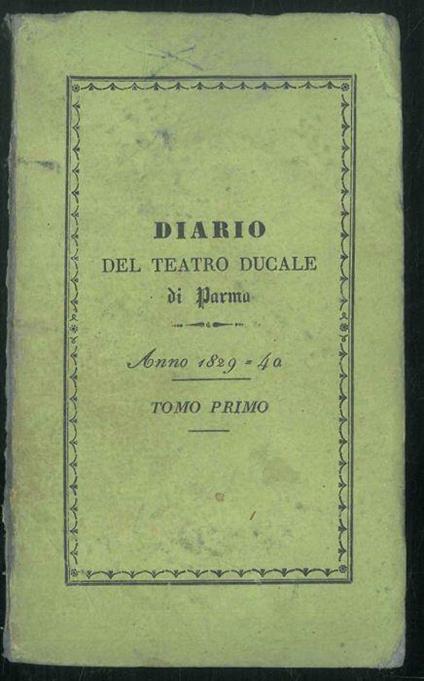 DIARIO
DEL TEATRO DUCALE
di Parma
Anno 1829=40
TOMO PRIMO